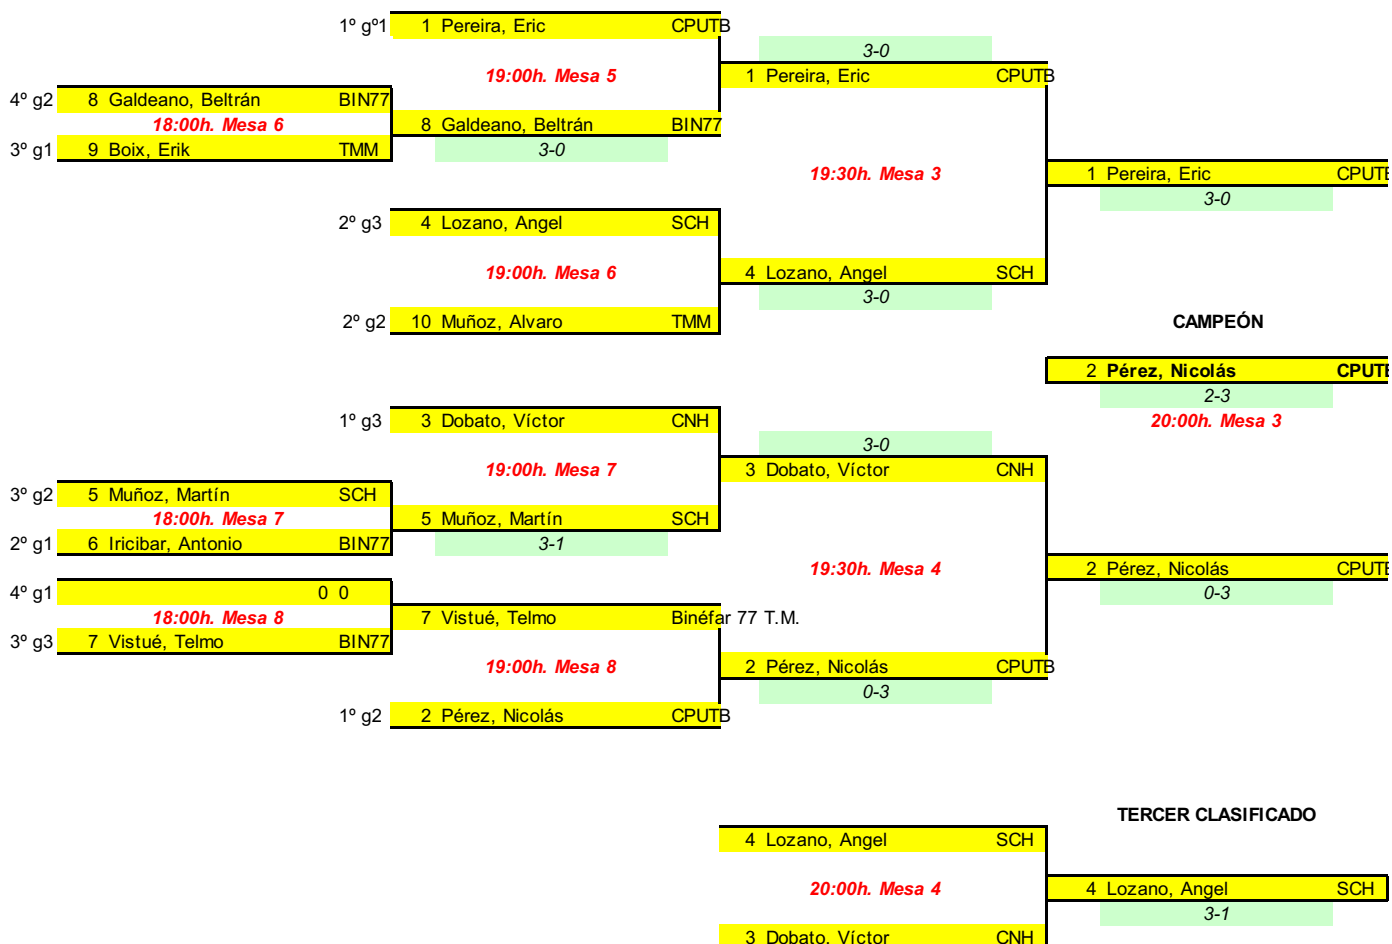 1º gº1 1 Pereira, Eric CPUTB
3-0
19:00h. Mesa 5 1 Pereira, Eric CPUTB
4º g2 8 Galdeano, Beltrán BIN77
18:00h. Mesa 6 8 Galdeano, Beltrán BIN77
3º g1 9 Boix, Erik TMM 3-0
19:30h. Mesa 3 1 Pereira, Eric CPUTB
3-0
2º g3 4 Lozano, Angel SCH
19:00h. Mesa 6 4 Lozano, Angel SCH
3-0
2º g2 10 Muñoz, Alvaro TMM CAMPEÓN
2 Pérez, Nicolás CPUTB
2-3
1º g3 3 Dobato, Víctor CNH 20:00h. Mesa 3
3-0
19:00h. Mesa 7 3 Dobato, Víctor CNH
3º g2 5 Muñoz, Martín SCH
18:00h. Mesa 7 5 Muñoz, Martín SCH
2º g1 6 Iricibar, Antonio BIN77 3-1
19:30h. Mesa 4 2 Pérez, Nicolás CPUTB
4º g1 0 0 0-3
18:00h. Mesa 8 7 Vistué, Telmo Binéfar 77 T.M.
3º g3 7 Vistué, Telmo BIN77
19:00h. Mesa 8 2 Pérez, Nicolás CPUTB
0-3
1º g2 2 Pérez, Nicolás CPUTB
TERCER CLASIFICADO
4 Lozano, Angel SCH
20:00h. Mesa 4 4 Lozano, Angel SCH
3-1
3 Dobato, Víctor CNH